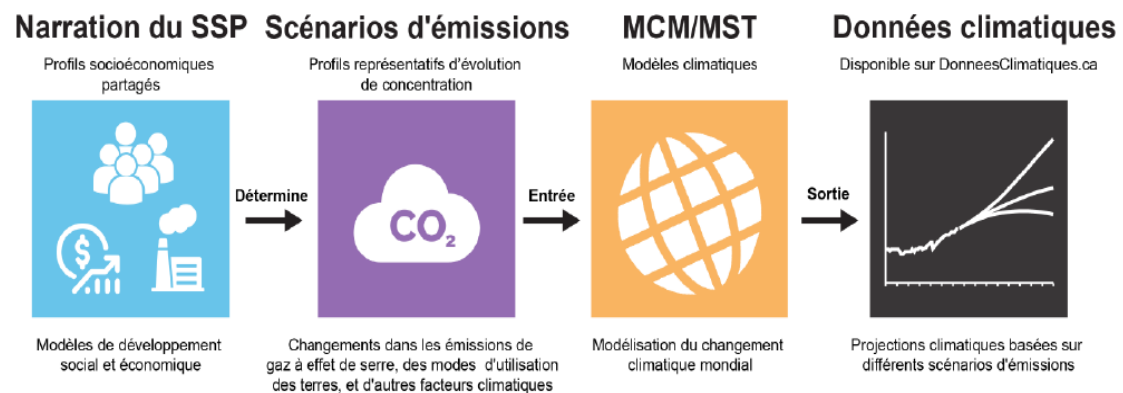 Narration du SSP
Profils socioéconomiques
partagés
Scénarios d'émissions
Profils représentatifs d'évolution
de concentration
MCM/MST
Modèles climatiques
Données climatiques
Disponible sur DonneesClimatiques.ca
$
Détermine
CO₂
Entrée
Sortie
Modèles de développement
social et économique
Changements dans les émissions de
gaz à effet de serre, des modes d'utilisation
des terres, et d'autres facteurs climatiques
Modélisation du changement
climatique mondial
Projections climatiques basées sur
différents scénarios d'émissions